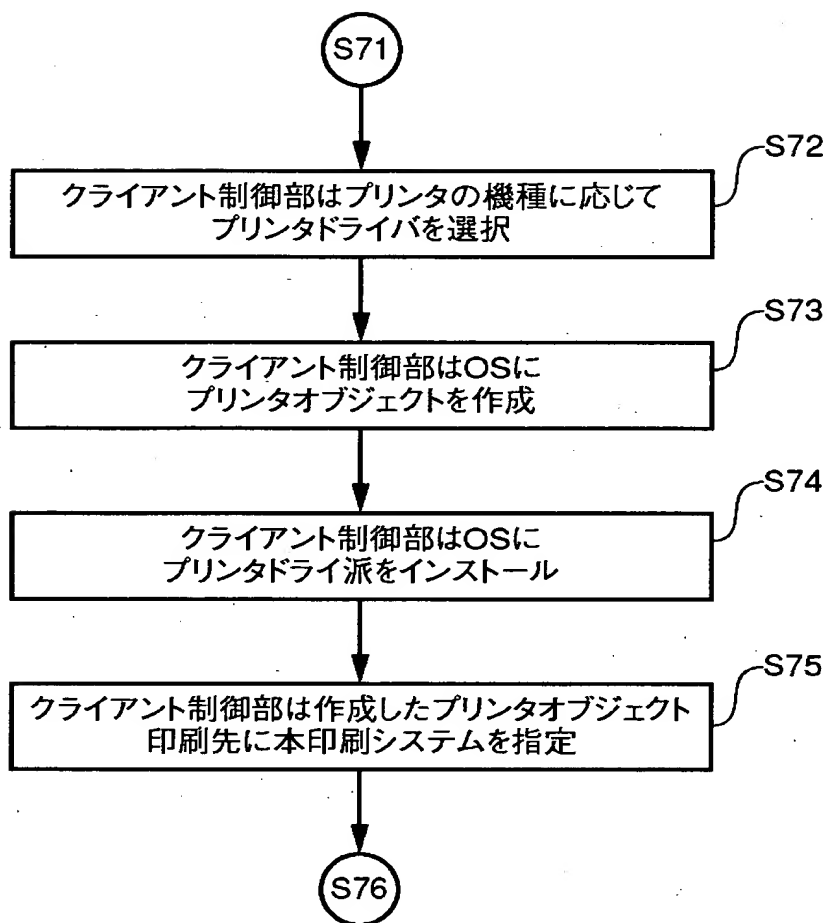 S71
S72
クライアント制御部はプリンタの機種に応じて
プリンタドライバを選択
S73
クライアント制御部はOSに
プリンタオブジェクトを作成
S74
クライアント制御部はOSに
プリンタドライ派をインストール
S75
クライアント制御部は作成したプリンタオブジェクト
印刷先に本印刷システムを指定
S76